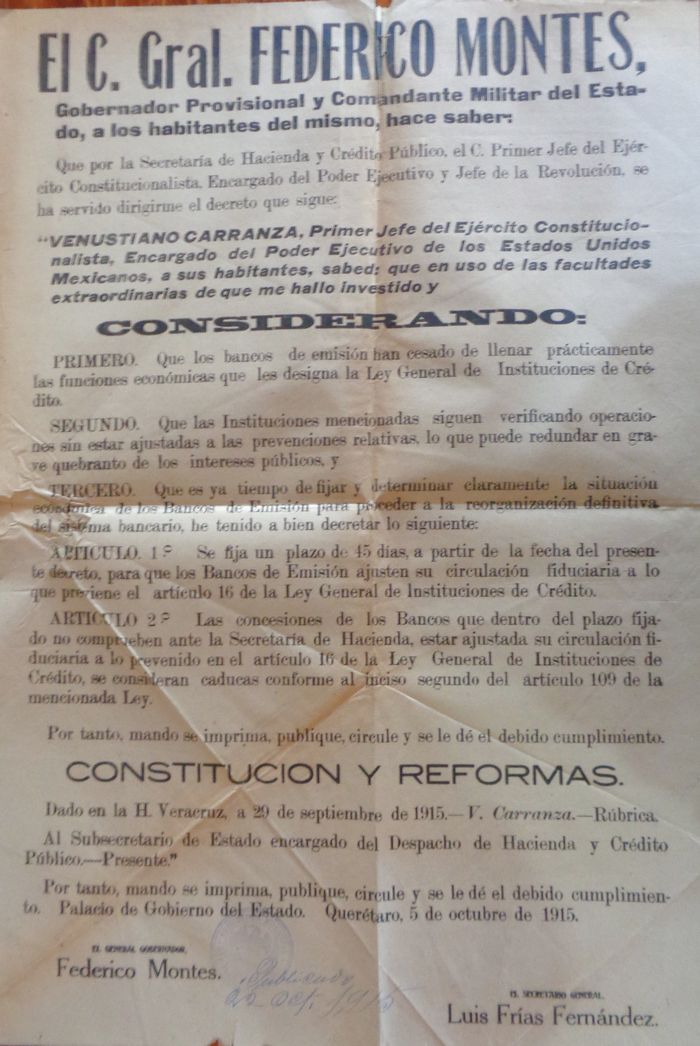 El C. Gral. FEDERICO MONTES,
Gobernador Provisional y Comandante Militar del Esta-
do, a los habitantes del mismo, hace saber:
Que por la Secretaría de Hacienda y Crédito Público, el C. Primer Jefe del Ejér-
cito Constitucionalista, Encargado del Poder Ejecutivo y Jefe de la Revolución, se
ha servido dirigirme el decreto que sigue:
"VENUSTIANO CARRANZA, Primer Jefe del Ejército Constitucio-
nalista, Encargado del Poder Ejecutivo de los Estados Unidos
Mexicanos, a sus habitantes, sabed: que en uso de las facultades
extraordinarias de que me hallo investido y
CONSIDERANDO:
PRIMERO. Que los bancos de emisión han cesado de llenar prácticamente
las funciones económicas que les designa la Ley General de Instituciones de Cré-
dito.
SEGUNDO. Que las Instituciones mencionadas siguen verificando operacio-
nes sin estar ajustadas a las prevenciones relativas, lo que puede redundar en gra-
ve quebranto de los intereses públicos, y
TERCERO. Que es ya tiempo de fijar y determinar claramente la situación
económica de los Bancos de Emisión para proceder a la reorganización definitiva
del sistema bancario, he tenido a bien decretar lo siguiente:
ARTICULO. 1º Se fija un plazo de 45 días, a partir de la fecha del presen-
te decreto, para que los Bancos de Emisión ajusten su circulación fiduciaria a lo
que previene el artículo 16 de la Ley General de Instituciones de Crédito.
ARTICULO 2º Las concesiones de los Bancos que dentro del plazo fija-
do no comprueben ante la Secretaría de Hacienda, estar ajustada su circulación fi-
duciaria a lo prevenido en el artículo 16 de la Ley General de Instituciones de
Crédito, se consideran caducas conforme al inciso segundo del artículo 109 de la
mencionada Ley.
Por tanto, mando se imprima, publique, circule y se le dé el debido cumplimiento.
CONSTITUCION Y REFORMAS.
Dado en la H. Veracruz, a 29 de septiembre de 1915.—V. Carranza.—Rúbrica.
Al Subsecretario de Estado encargado del Despacho de Hacienda y Crédito
Público.—Presente."
Por tanto, mando se imprima, publique, circule y se le dé el debido cumplimien-
to. Palacio de Gobierno del Estado. Querétaro, 5 de octubre de 1915.
EL GENERAL GOBERNADOR,
Federico Montes.
Publicado
22 Oct. 1915
EL SECRETARIO GENERAL,
Luis Frías Fernández.